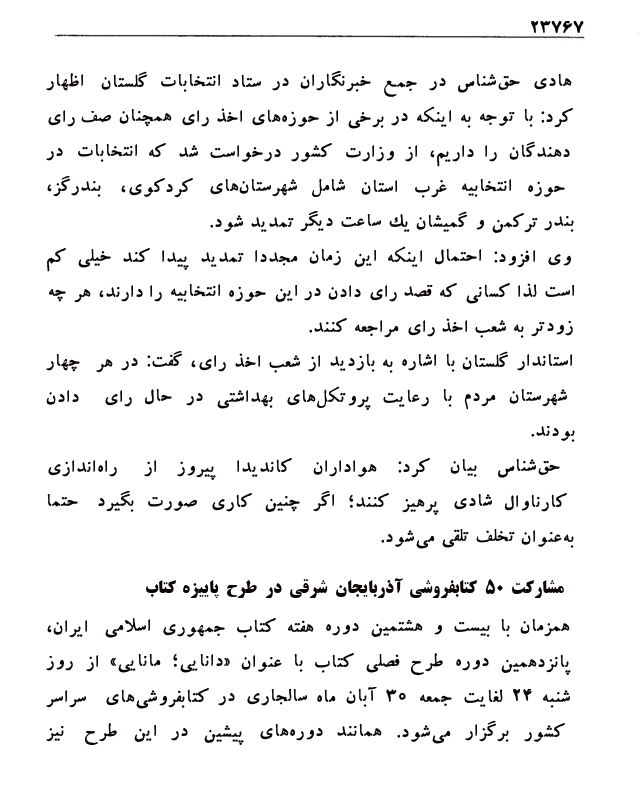 ۲۳۷۶۷
هادی حق‌شناس در جمع خبرنگاران در ستاد انتخابات گلستان اظهار
کرد: با توجه به اینکه در برخی از حوزه‌های اخذ رای همچنان صف رای
دهندگان را داریم، از وزارت کشور درخواست شد که انتخابات در
حوزه انتخابیه غرب استان شامل شهرستان‌های کردکوی، بندرگز،
بندر ترکمن و گمیشان یك ساعت دیگر تمدید شود.
وی افزود: احتمال اینکه این زمان مجددا تمدید پیدا کند خیلی کم
است لذا کسانی که قصد رای دادن در این حوزه انتخابیه را دارند، هر چه
زودتر به شعب اخذ رای مراجعه کنند.
استاندار گلستان با اشاره به بازدید از شعب اخذ رای، گفت: در هر چهار
شهرستان مردم با رعایت پروتکل‌های بهداشتی در حال رای دادن
بودند.
حق‌شناس بیان کرد: هواداران کاندیدا پیروز از راه‌اندازی
کارناوال شادی پرهیز کنند؛ اگر چنین کاری صورت بگیرد حتما
به‌عنوان تخلف تلقی می‌شود.
مشارکت ۵۰ کتابفروشی آذربایجان شرقی در طرح پاییزه کتاب
همزمان با بیست و هشتمین دوره هفته کتاب جمهوری اسلامی ایران،
پانزدهمین دوره طرح فصلی کتاب با عنوان «دانایی؛ مانایی» از روز
شنبه ۲۴ لغایت جمعه ۳۰ آبان ماه سالجاری در کتابفروشی‌های سراسر
کشور برگزار می‌شود. همانند دوره‌های پیشین در این طرح نیز